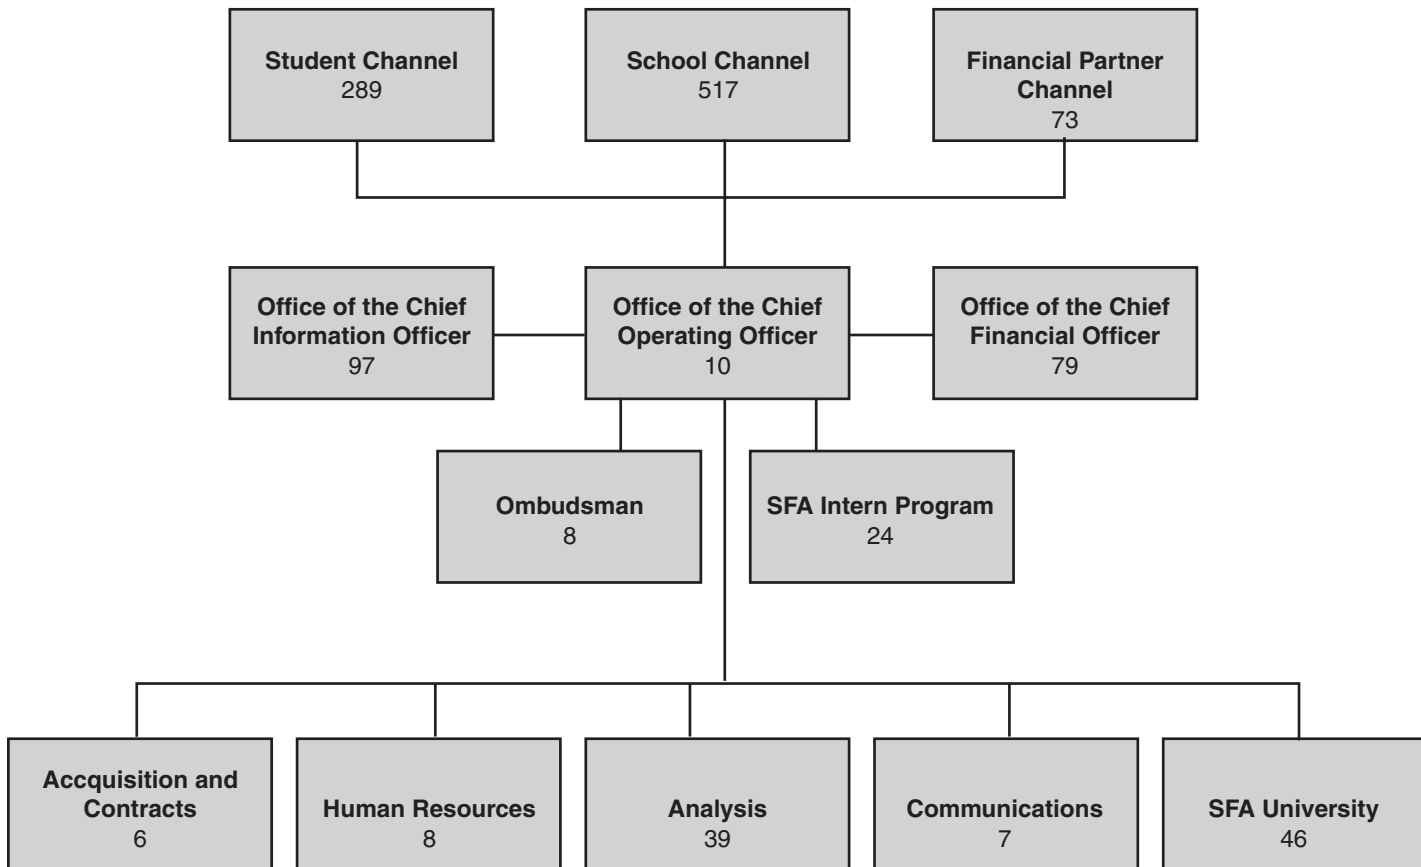 Student Channel
289
School Channel
517
Financial Partner
Channel
73
Office of the Chief
Information Officer
97
Office of the Chief
Operating Officer
10
Office of the Chief
Financial Officer
79
Ombudsman
8
SFA Intern Program
24
Accquisition and
Contracts
6
Human Resources
8
Analysis
39
Communications
7
SFA University
46